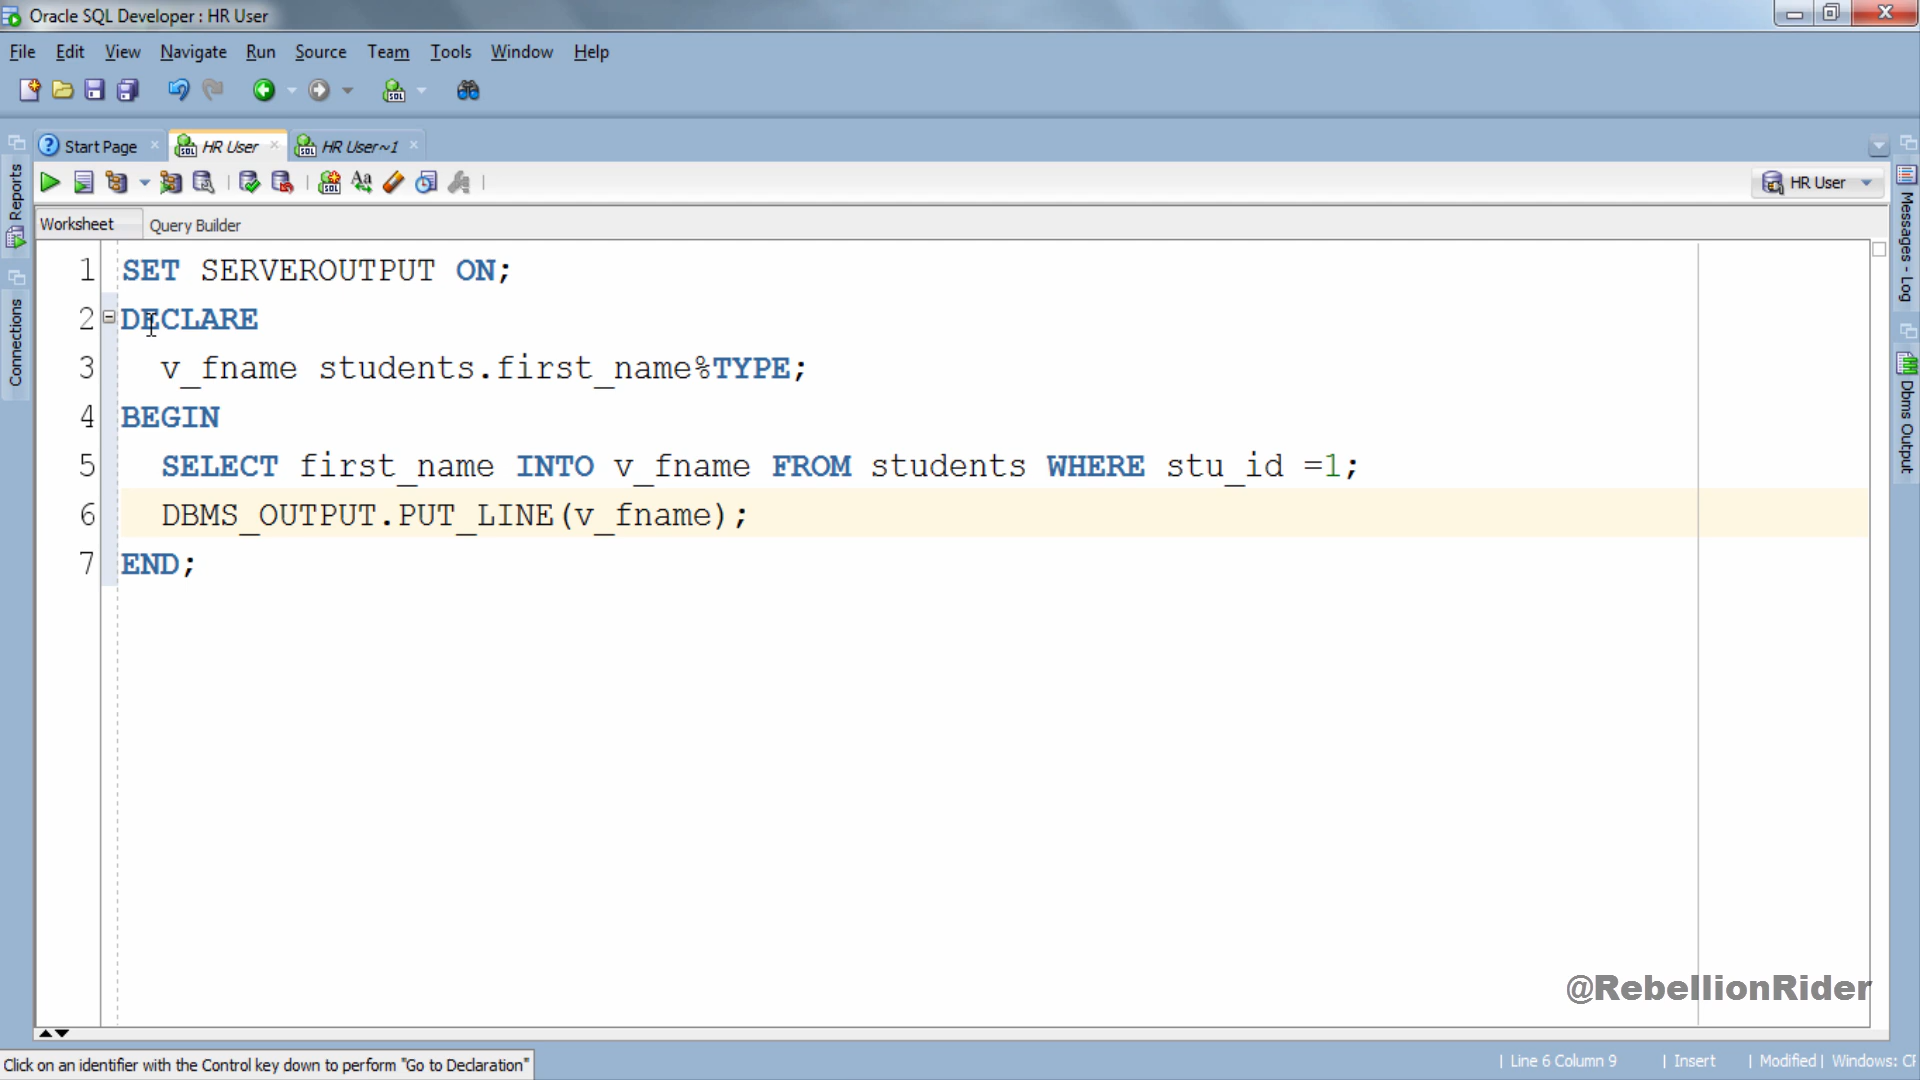 Oracle SQL Developer : HR User
File Edit View Navigate Run Source Team Tools Window Help
Start Page HR User HR User~1
HR User
Worksheet Query Builder
Reports
Connections
Messages - Log
Dbms Output
1 SET SERVEROUTPUT ON;
2 DECLARE
3 v_fname students.first_name%TYPE;
4 BEGIN
5 SELECT first_name INTO v_fname FROM students WHERE stu_id =1;
6 DBMS_OUTPUT.PUT_LINE(v_fname);
7 END;
@RebellionRider
Click on an identifier with the Control key down to perform "Go to Declaration"
| Line 6 Column 9 | Insert | Modified | Windows: CF